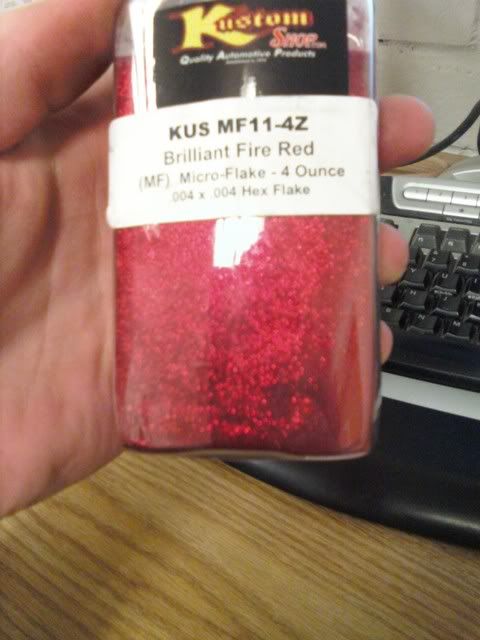 Kustom
SHOP.COM
Quality Automotive Products
KUS MF11-4Z
Brilliant Fire Red
(MF) Micro-Flake - 4 Ounce
.004 x .004 Hex Flake